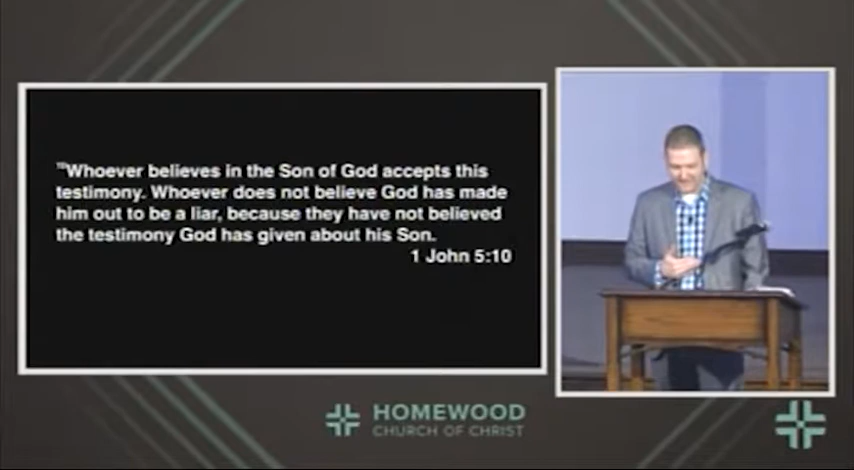 ¹⁰Whoever believes in the Son of God accepts this
testimony. Whoever does not believe God has made
him out to be a liar, because they have not believed
the testimony God has given about his Son.
1 John 5:10
HOMEWOOD
CHURCH OF CHRIST